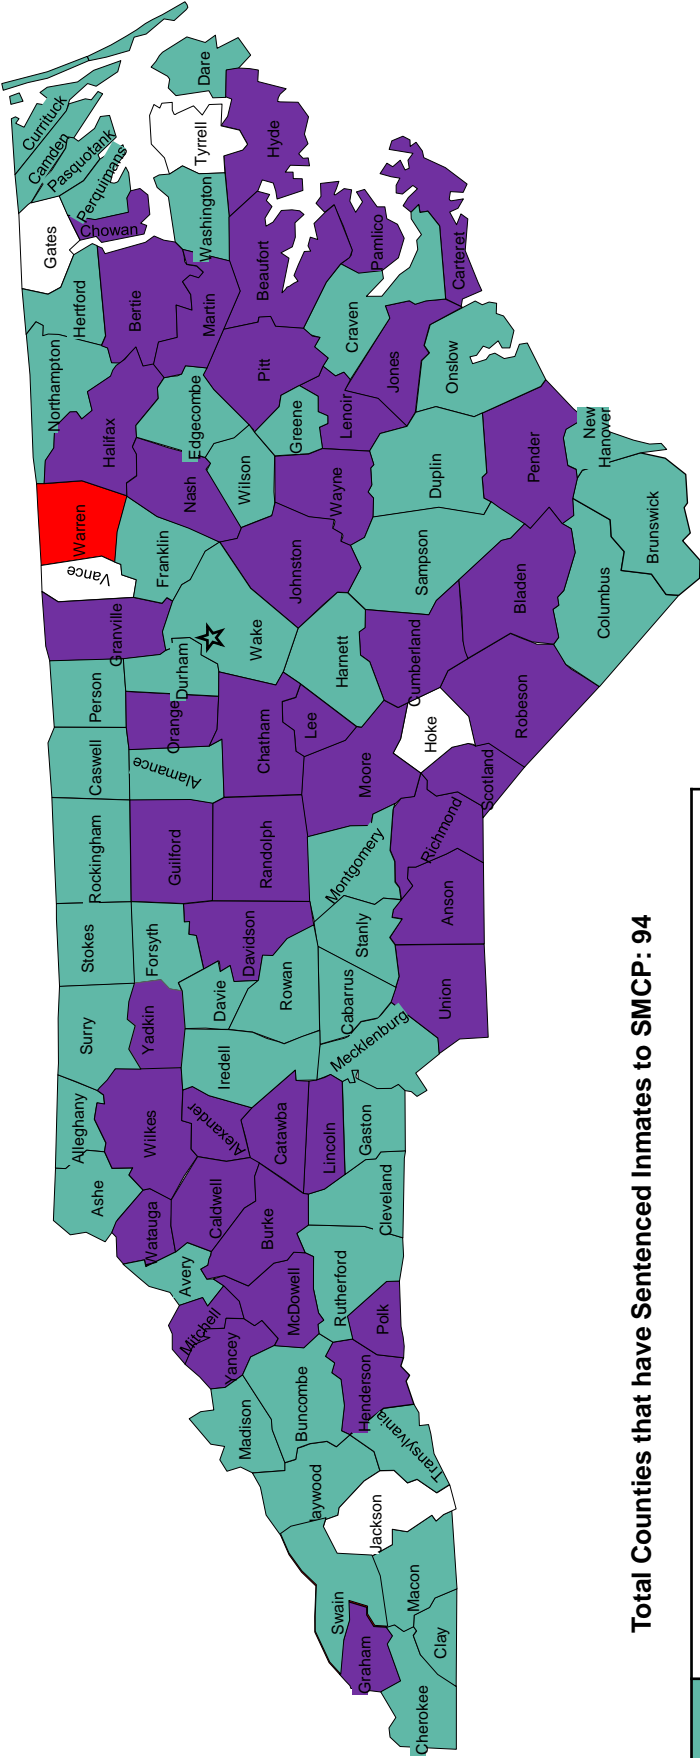 Currituck
Camden
Pasquotank
Perquimans
Gates
Chowan
Dare
Tyrrell
Washington
Hyde
Hertford
Bertie
Martin
Beaufort
Pamlico
Carteret
Northampton
Halifax
Edgecombe
Pitt
Craven
Jones
Onslow
Greene
Lenoir
Warren
Nash
Wilson
Wayne
Duplin
Pender
New
Hanover
Vance
Franklin
Johnston
Sampson
Bladen
Columbus
Brunswick
Granville
Wake
Harnett
Cumberland
Robeson
Person
Durham
Orange
Chatham
Lee
Hoke
Scotland
Caswell
Alamance
Moore
Richmond
Rockingham
Guilford
Randolph
Montgomery
Anson
Stokes
Forsyth
Davidson
Stanly
Union
Surry
Yadkin
Davie
Rowan
Cabarrus
Mecklenburg
Iredell
Alleghany
Wilkes
Alexander
Catawba
Lincoln
Gaston
Ashe
Watauga
Caldwell
Burke
Cleveland
Avery
McDowell
Rutherford
Polk
Mitchell
Yancey
Henderson
Madison
Buncombe
Transylvania
aywood
Jackson
Swain
Macon
Graham
Clay
Cherokee
Total Counties that have Sentenced Inmates to SMCP: 94